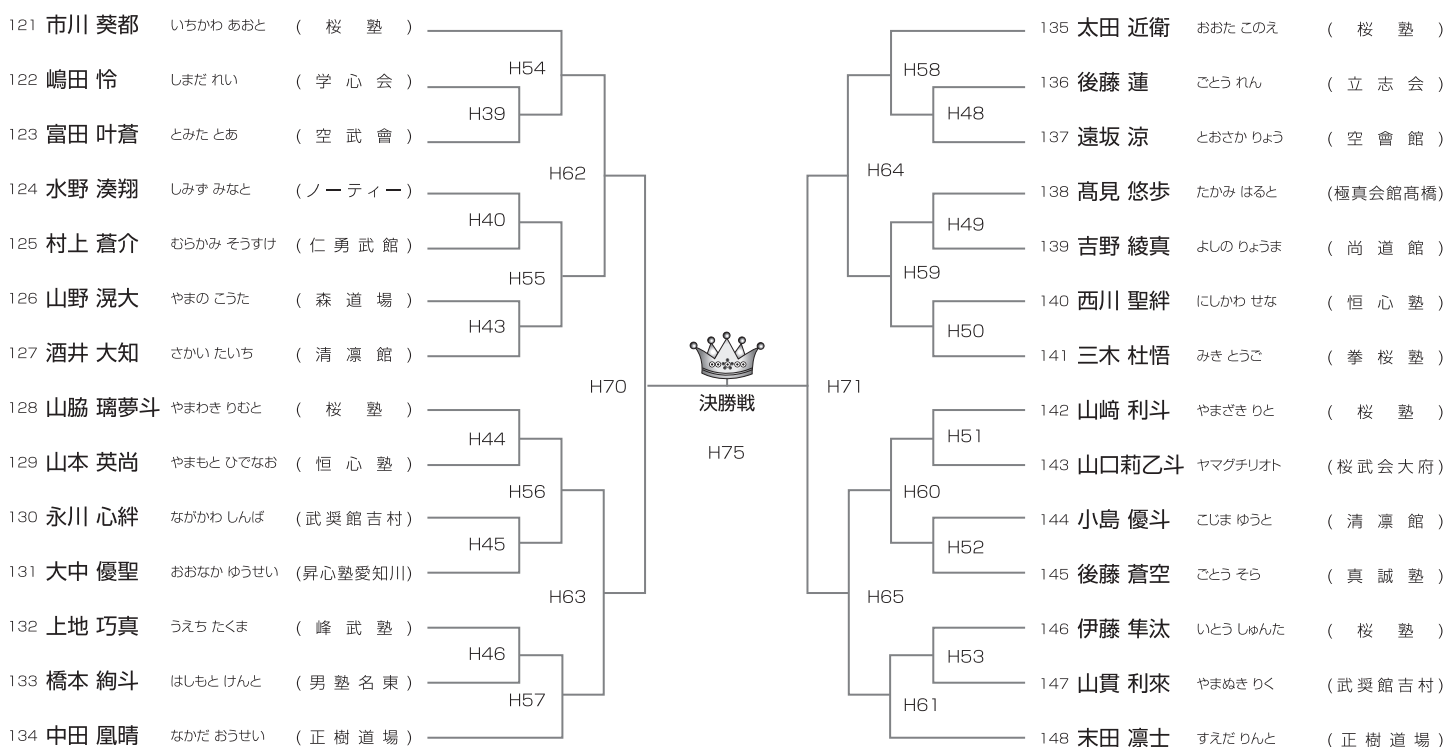 121 市川 葵都 いちかわ あおと ( 桜 塾 )
122 嶋田 怜 しまだ れい ( 学 心 会 )
123 富田 叶蒼 とみた とあ ( 空 武 會 )
124 水野 湊翔 しみず みなと (ノーティー)
125 村上 蒼介 むらかみ そうすけ ( 仁 勇 武 館 )
126 山野 滉大 やまの こうた ( 森 道 場 )
127 酒井 大知 さかい たいち ( 清 凛 館 )
128 山脇 璃夢斗 やまわき りむと ( 桜 塾 )
129 山本 英尚 やまもと ひでなお ( 恒 心 塾 )
130 永川 心絆 ながかわ しんば (武奨館吉村)
131 大中 優聖 おおなか ゆうせい (昇心塾愛知川)
132 上地 巧真 うえち たくま ( 峰 武 塾 )
133 橋本 絢斗 はしもと けんと ( 男 塾 名 東 )
134 中田 凰晴 なかだ おうせい ( 正 樹 道 場 )
H54
H39
H62
H40
H55
H43
H70
H44
H56
H45
H63
H46
H57
決勝戦
H75
H58
H48
H64
H49
H59
H50
H71
H51
H60
H52
H65
H53
H61
135 太田 近衛 おおた このえ ( 桜 塾 )
136 後藤 蓮 ごとう れん ( 立 志 会 )
137 遠坂 涼 とおさか りょう ( 空 會 館 )
138 髙見 悠歩 たかみ はると (極真会館髙橋)
139 吉野 綾真 よしの りょうま ( 尚 道 館 )
140 西川 聖絆 にしかわ せな ( 恒 心 塾 )
141 三木 杜悟 みき とうご ( 拳 桜 塾 )
142 山﨑 利斗 やまざき りと ( 桜 塾 )
143 山口莉乙斗 ヤマグチリオト (桜武会大府)
144 小島 優斗 こじま ゆうと ( 清 凛 館 )
145 後藤 蒼空 ごとう そら ( 真 誠 塾 )
146 伊藤 隼汰 いとう しゅんた ( 桜 塾 )
147 山貫 利來 やまぬき りく (武奨館吉村)
148 末田 凛士 すえだ りんと ( 正 樹 道 場 )